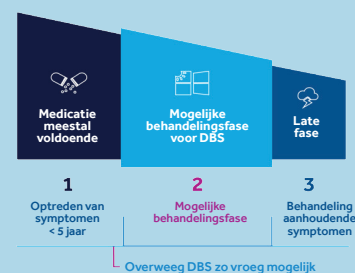 Medicatie
meestal
voldoende
Mogelijke
behandelingsfase
voor DBS
Late
fase
1
Optreden van
symptomen
< 5 jaar
2
Mogelijke
behandelingsfase
3
Behandeling
aanhoudende
symptomen
Overweeg DBS zo vroeg mogelijk